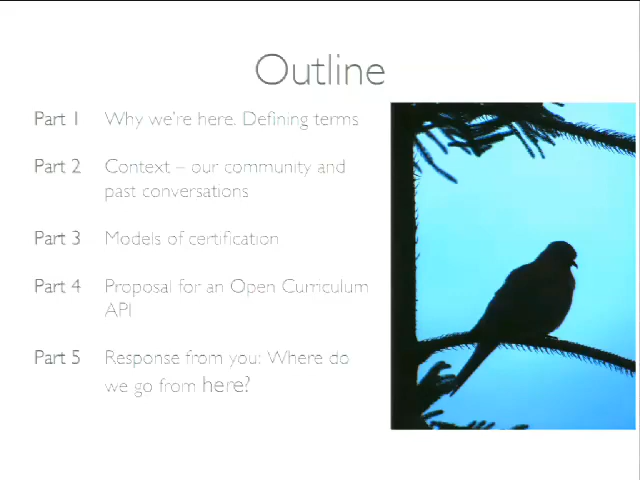 Outline
Part 1 Why we're here. Defining terms
Part 2 Context – our community and
past conversations
Part 3 Models of certification
Part 4 Proposal for an Open Curriculum
API
Part 5 Response from you: Where do
we go from here?